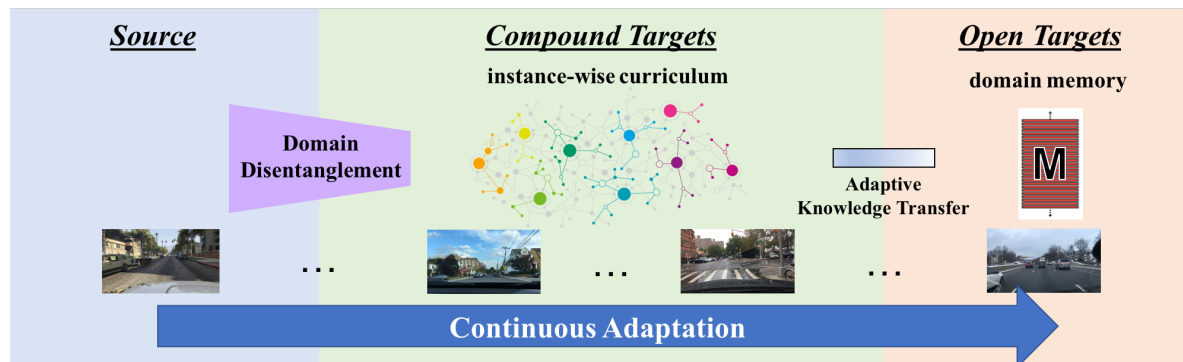 Source
Compound Targets
Open Targets
instance-wise curriculum
domain memory
Domain
Disentanglement
M
Adaptive
Knowledge Transfer
...
...
...
Continuous Adaptation